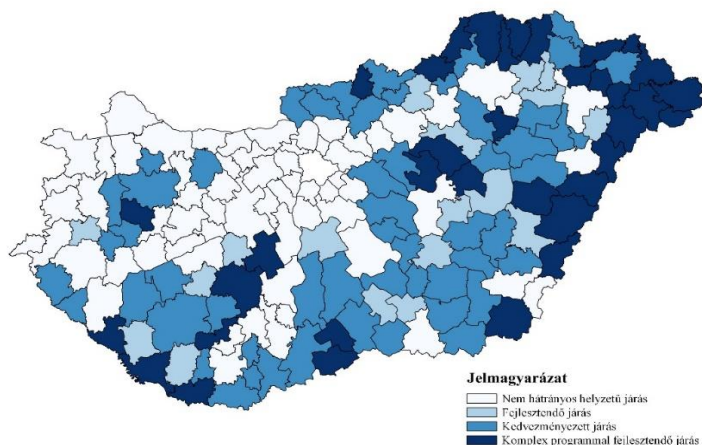 Jelmagyarázat
Nem hátrányos helyzetű járás
Fejlesztendő járás
Kedvezményezett járás
Komplex programmal fejlesztendő járás